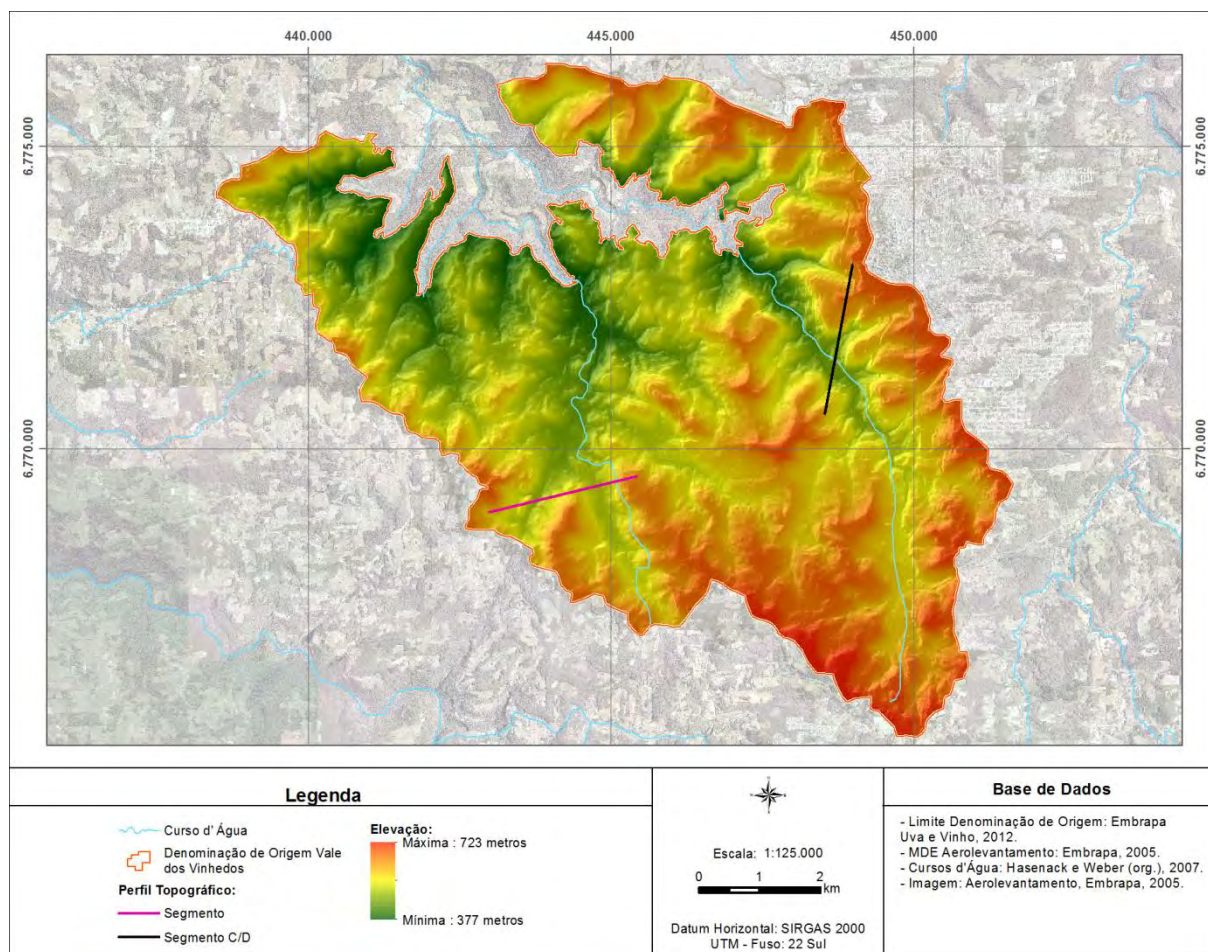 440.000 445.000 450.000
6.775.000 6.775.000
6.770.000 6.770.000
Legenda
Curso d' Água
Denominação de Origem Vale
dos Vinhedos
Perfil Topográfico:
Segmento
Segmento C/D
Elevação:
Máxima : 723 metros
Mínima : 377 metros
Escala: 1:125.000
0 1 2
km
Datum Horizontal: SIRGAS 2000
UTM - Fuso: 22 Sul
Base de Dados
- Limite Denominação de Origem: Embrapa
Uva e Vinho, 2012.
- MDE Aerolevantamento: Embrapa, 2005.
- Cursos d'Água: Hasenack e Weber (org.), 2007.
- Imagem: Aerolevantamento, Embrapa, 2005.